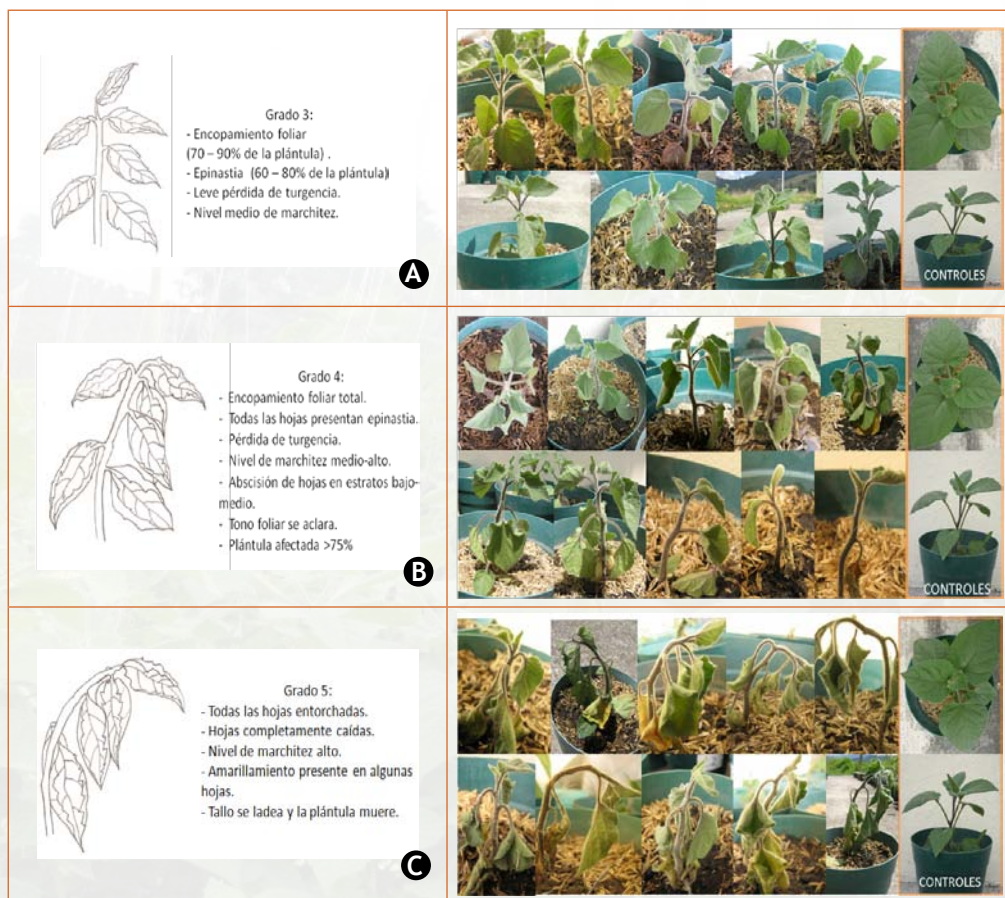 Grado 3:
- Encopamiento foliar
(70 – 90% de la plántula) .
- Epinastia (60 – 80% de la plántula)
- Leve pérdida de turgencia.
- Nivel medio de marchitez.
A
CONTROLES
Grado 4:
- Encopamiento foliar total.
- Todas las hojas presentan epinastia.
- Pérdida de turgencia.
- Nivel de marchitez medio-alto.
- Abscisión de hojas en estratos bajo-
medio.
- Tono foliar se aclara.
- Plántula afectada >75%
B
CONTROLES
Grado 5:
- Todas las hojas entorchadas.
- Hojas completamente caídas.
- Nivel de marchitez alto.
- Amarillamiento presente en algunas
hojas.
- Tallo se ladea y la plántula muere.
C
CONTROLES